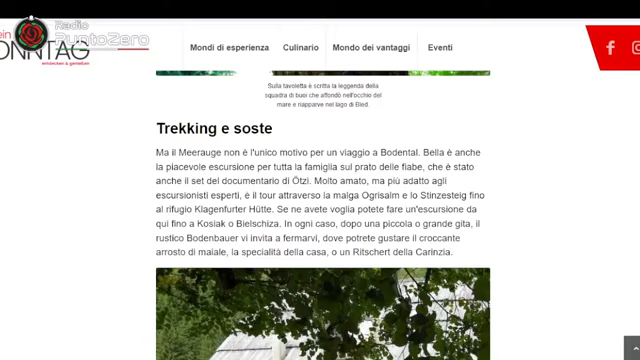 Radio
PuntoZero
ein
ONNTAG
entdecken & genießen
Mondi di esperienza
Culinario
Mondo dei vantaggi
Eventi
Sulla tavoletta è scritta la leggenda della
squadra di buoi che affondò nell'occhio del
mare e riapparve nel lago di Bled.
Trekking e soste
Ma il Meerauge non è l'unico motivo per un viaggio a Bodental. Bella è anche
la piacevole escursione per tutta la famiglia sul prato delle fiabe, che è stato
anche il set del documentario di Ötzi. Molto amato, ma più adatto agli
escursionisti esperti, è il tour attraverso la malga Ogrisalm e lo Stinzesteig fino
al rifugio Klagenfurter Hütte. Se ne avete voglia potete fare un'escursione da
qui fino a Kosiak o Bielschiza. In ogni caso, dopo una piccola o grande gita, il
rustico Bodenbauer vi invita a fermarvi, dove potrete gustare il croccante
arrosto di maiale, la specialità della casa, o un Ritschert della Carinzia.